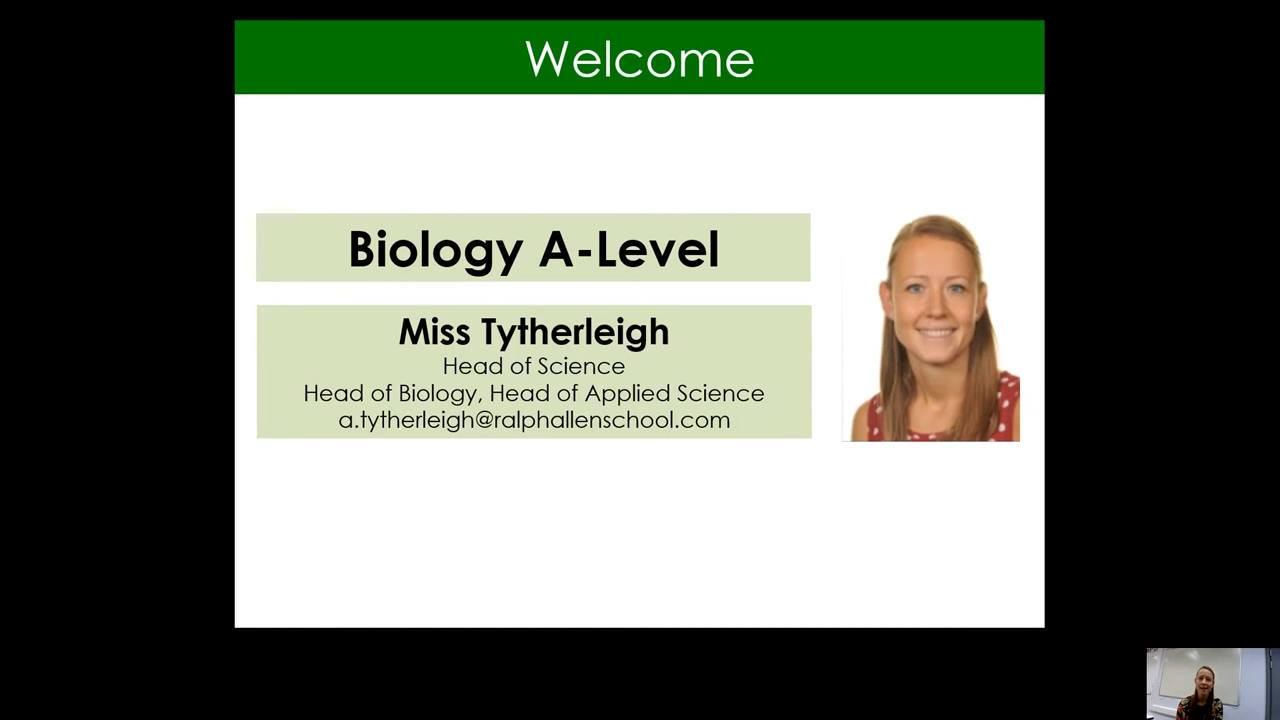 Welcome
Biology A-Level
Miss Tytherleigh
Head of Science
Head of Biology, Head of Applied Science
a.tytherleigh@ralphallenschool.com